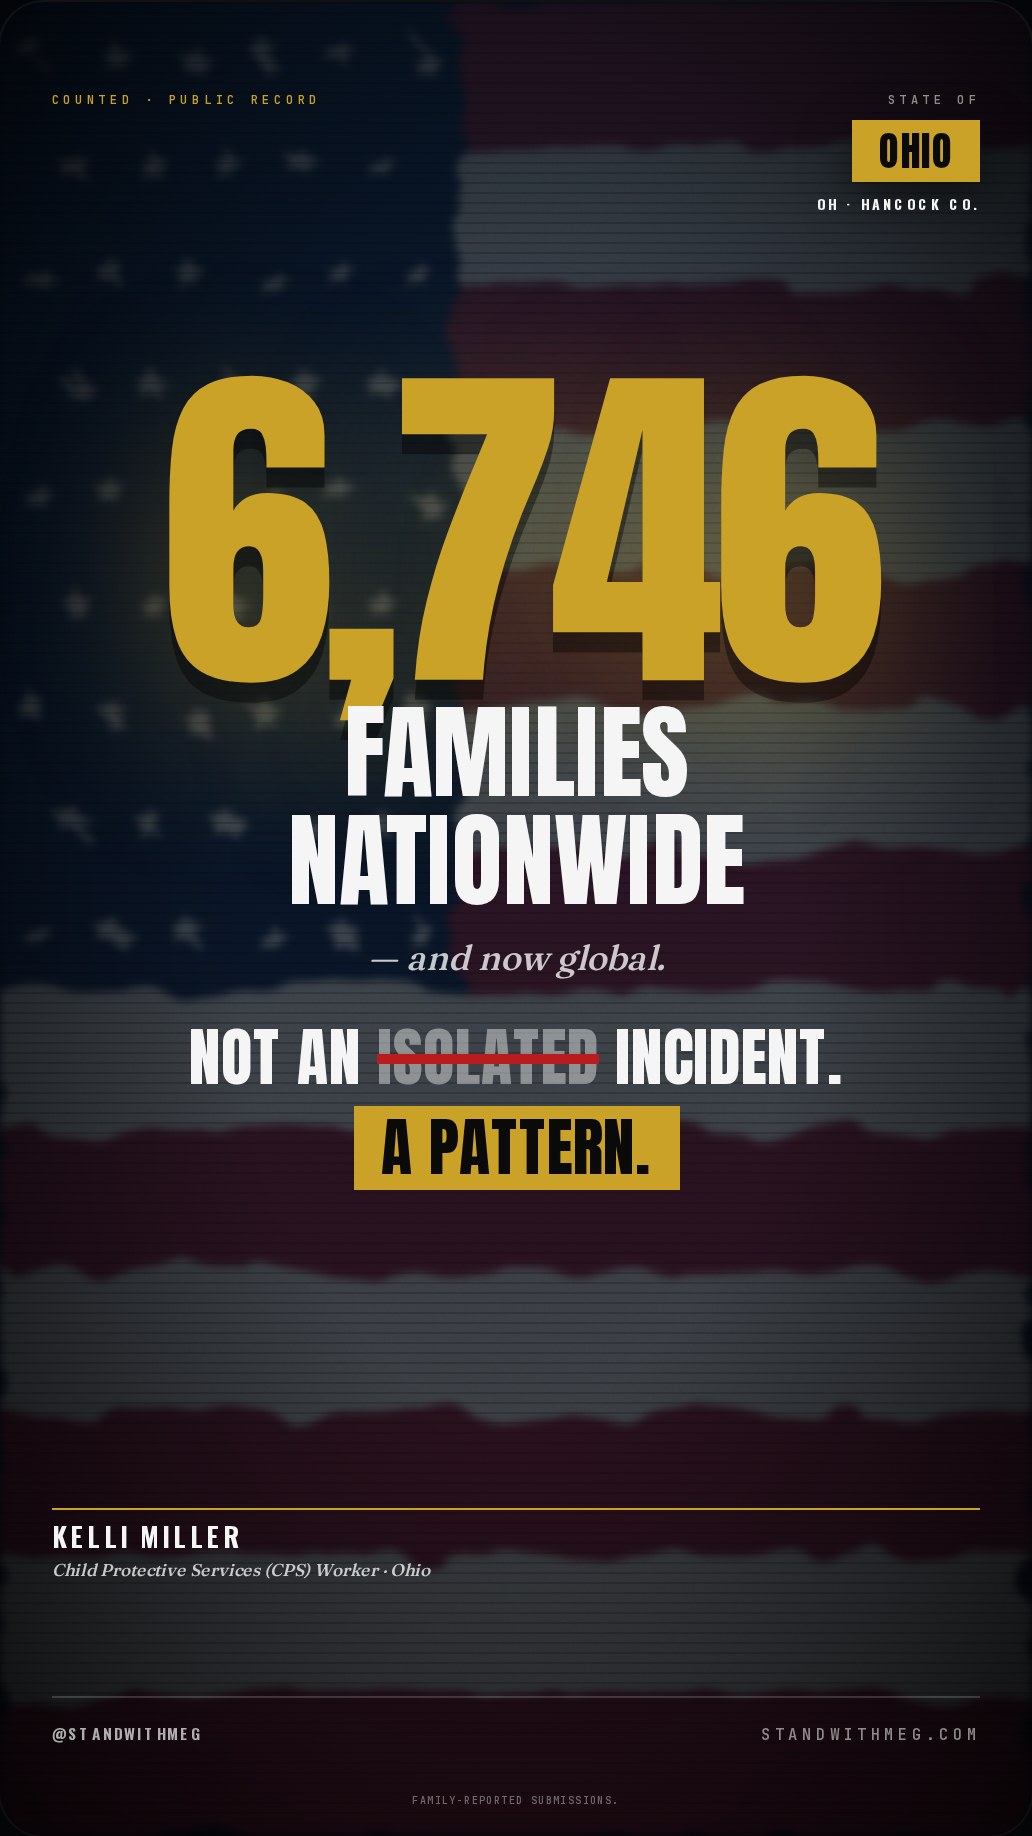 COUNTED · PUBLIC RECORD
STATE OF
OHIO
OH · HANCOCK CO.
6,746
FAMILIES
NATIONWIDE
— and now global.
NOT AN ISOLATED INCIDENT.
A PATTERN.
KELLI MILLER
Child Protective Services (CPS) Worker · Ohio
@STANDWITHMEG
STANDWITHMEG.COM
FAMILY-REPORTED SUBMISSIONS.